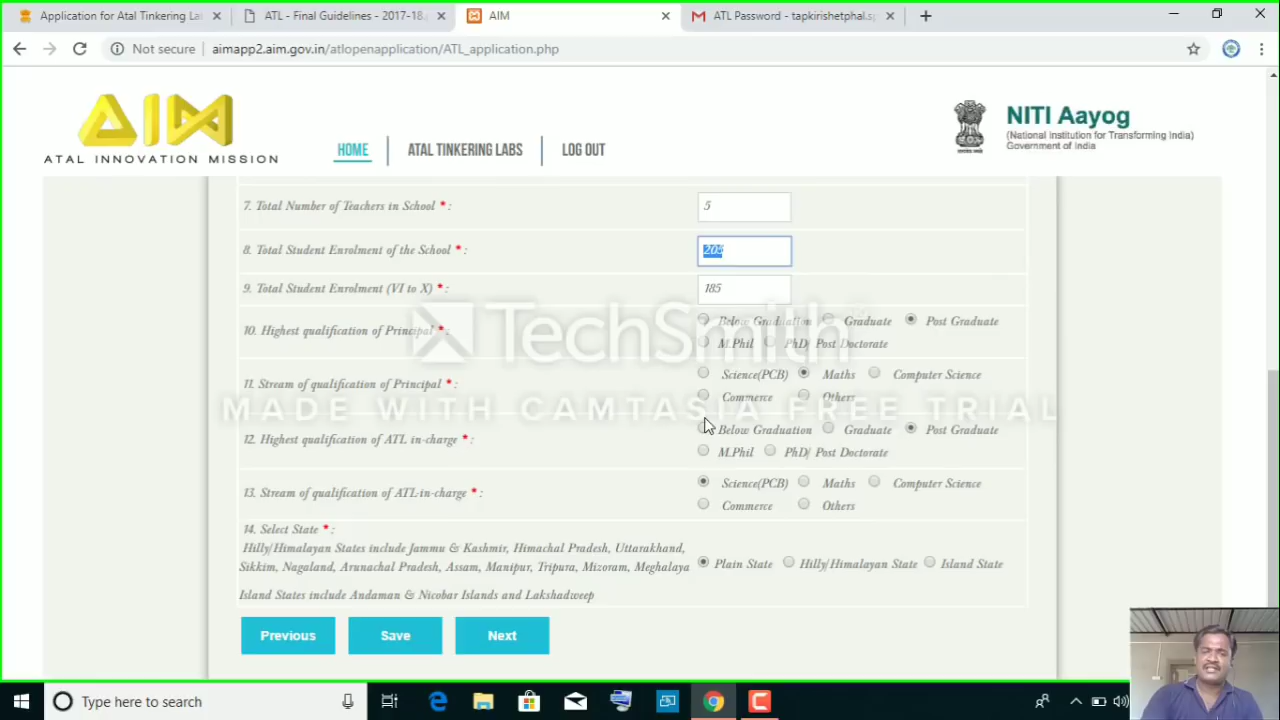 Application for Atal Tinkering La
ATL - Final Guidelines - 2017-18.
AIM
ATL Password - tapkirishetphal.s
Not secure
aimapp2.aim.gov.in/atlopenapplication/ATL_application.php
AIM
ATAL INNOVATION MISSION
HOME
ATAL TINKERING LABS
LOG OUT
NITI Aayog
(National Institution for Transforming India)
Government of India
7. Total Number of Teachers in School * :
5
8. Total Student Enrolment of the School * :
205
9. Total Student Enrolment (VI to X) * :
185
10. Highest qualification of Principal * :
Below Graduation Graduate Post Graduate
M.Phil PhD/ Post Doctorate
11. Stream of qualification of Principal * :
Science(PCB) Maths Computer Science
Commerce Others
12. Highest qualification of ATL in-charge * :
Below Graduation Graduate Post Graduate
M.Phil PhD/ Post Doctorate
13. Stream of qualification of ATL-in-charge * :
Science(PCB) Maths Computer Science
Commerce Others
14. Select State * :
Hilly/Himalayan States include Jammu & Kashmir, Himachal Pradesh, Uttarakhand,
Sikkim, Nagaland, Arunachal Pradesh, Assam, Manipur, Tripura, Mizoram, Meghalaya
Island States include Andaman & Nicobar Islands and Lakshadweep
Plain State Hilly/Himalayan State Island State
Previous
Save
Next
TechSmith
MADE WITH CAMTASIA FREE TRIAL
Type here to search